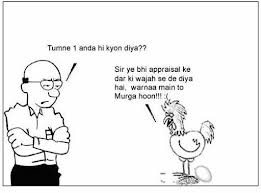 Tumne 1 anda hi kyon diya??
Sir ye bhi appraisal ke
dar ki wajah se de diya
hai, warnaa main to
Murga hoon!!! :(